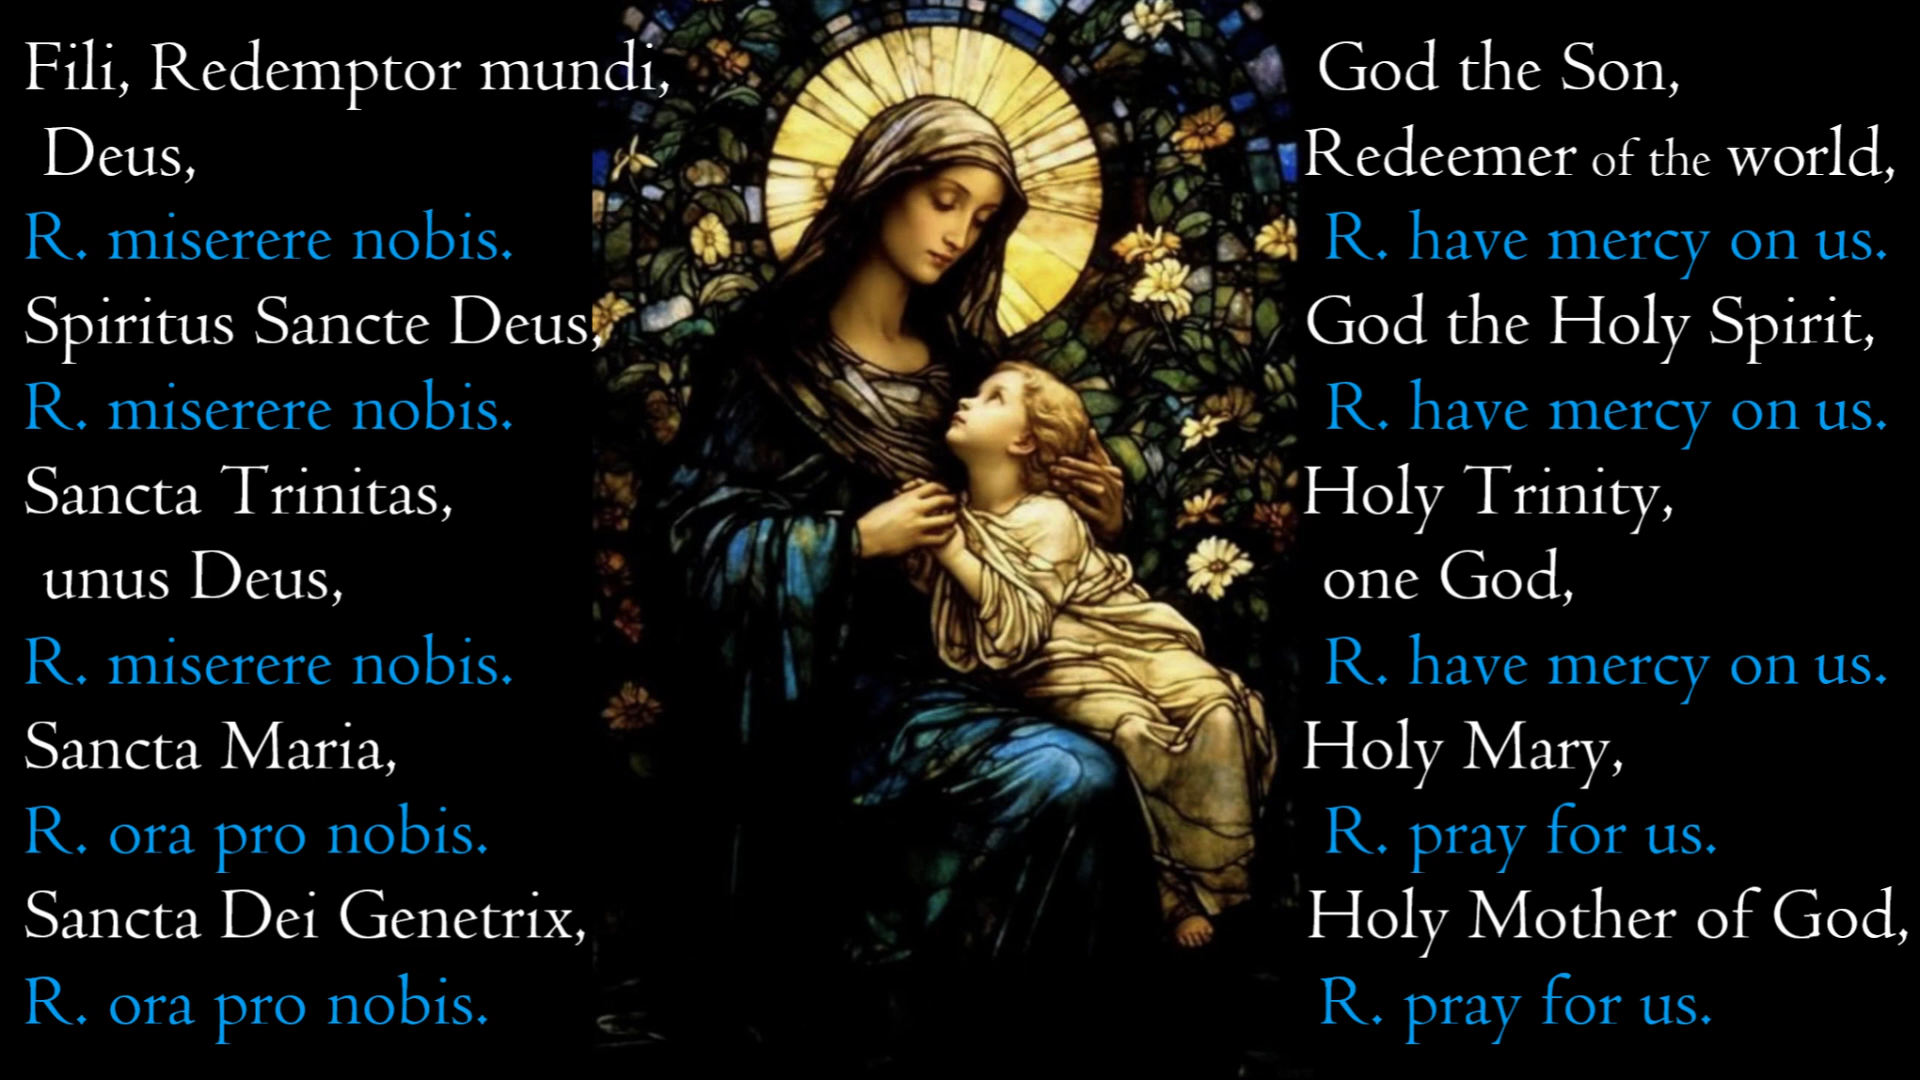 Fili, Redemptor mundi,
Deus,
R. miserere nobis.
Spiritus Sancte Deus,
R. miserere nobis.
Sancta Trinitas,
unus Deus,
R. miserere nobis.
Sancta Maria,
R. ora pro nobis.
Sancta Dei Genetrix,
R. ora pro nobis.
God the Son,
Redeemer of the world,
R. have mercy on us.
God the Holy Spirit,
R. have mercy on us.
Holy Trinity,
one God,
R. have mercy on us.
Holy Mary,
R. pray for us.
Holy Mother of God,
R. pray for us.